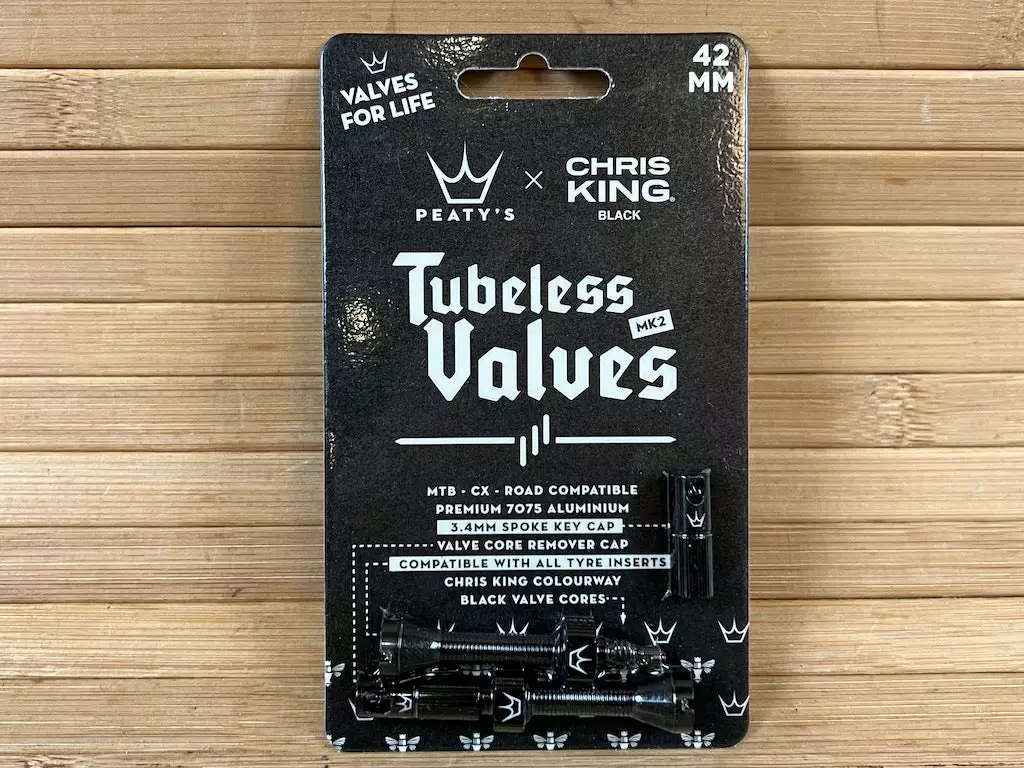 VALVES
FOR LIFE
42
MM
PEATY'S
×
CHRIS
KING®
BLACK
Tubeless
MK2
Valves
MTB - CX - ROAD COMPATIBLE
PREMIUM 7075 ALUMINIUM
3.4MM SPOKE KEY CAP
VALVE CORE REMOVER CAP
COMPATIBLE WITH ALL TYRE INSERTS
CHRIS KING COLOURWAY
BLACK VALVE CORES